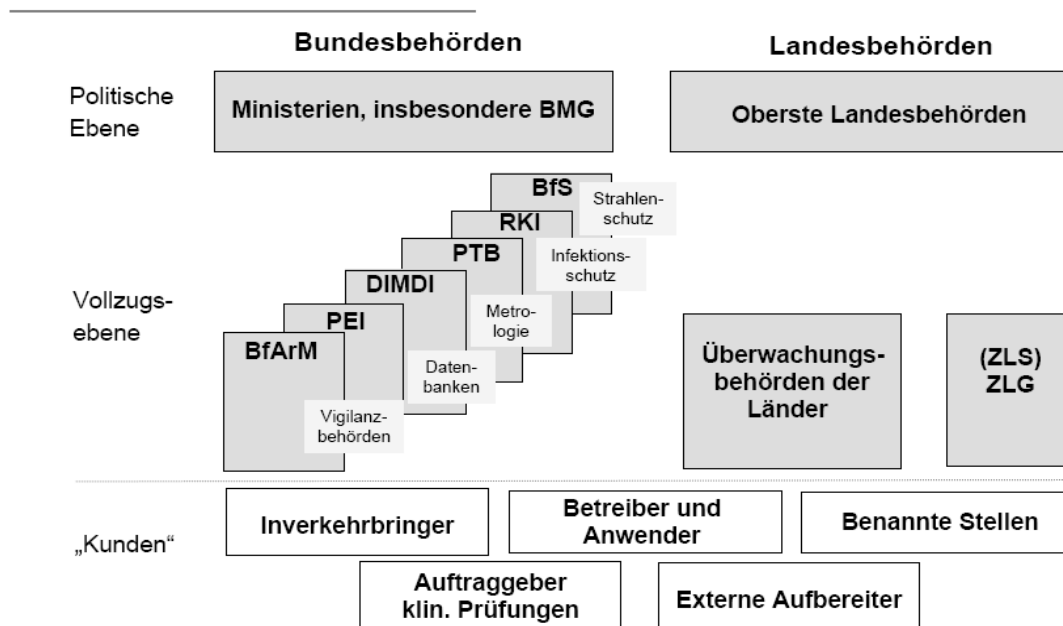 Bundesbehörden
Landesbehörden
Politische
Ebene
Ministerien, insbesondere BMG
Oberste Landesbehörden
Vollzugs-
ebene
BfS
Strahlen-
schutz
RKI
Infektions-
schutz
PTB
Metro-
logie
DIMDI
Daten-
banken
PEI
BfArM
Vigilanz-
behörden
Überwachungs-
behörden der
Länder
(ZLS)
ZLG
„Kunden“
Inverkehrbringer
Betreiber und
Anwender
Benannte Stellen
Auftraggeber
klin. Prüfungen
Externe Aufbereiter